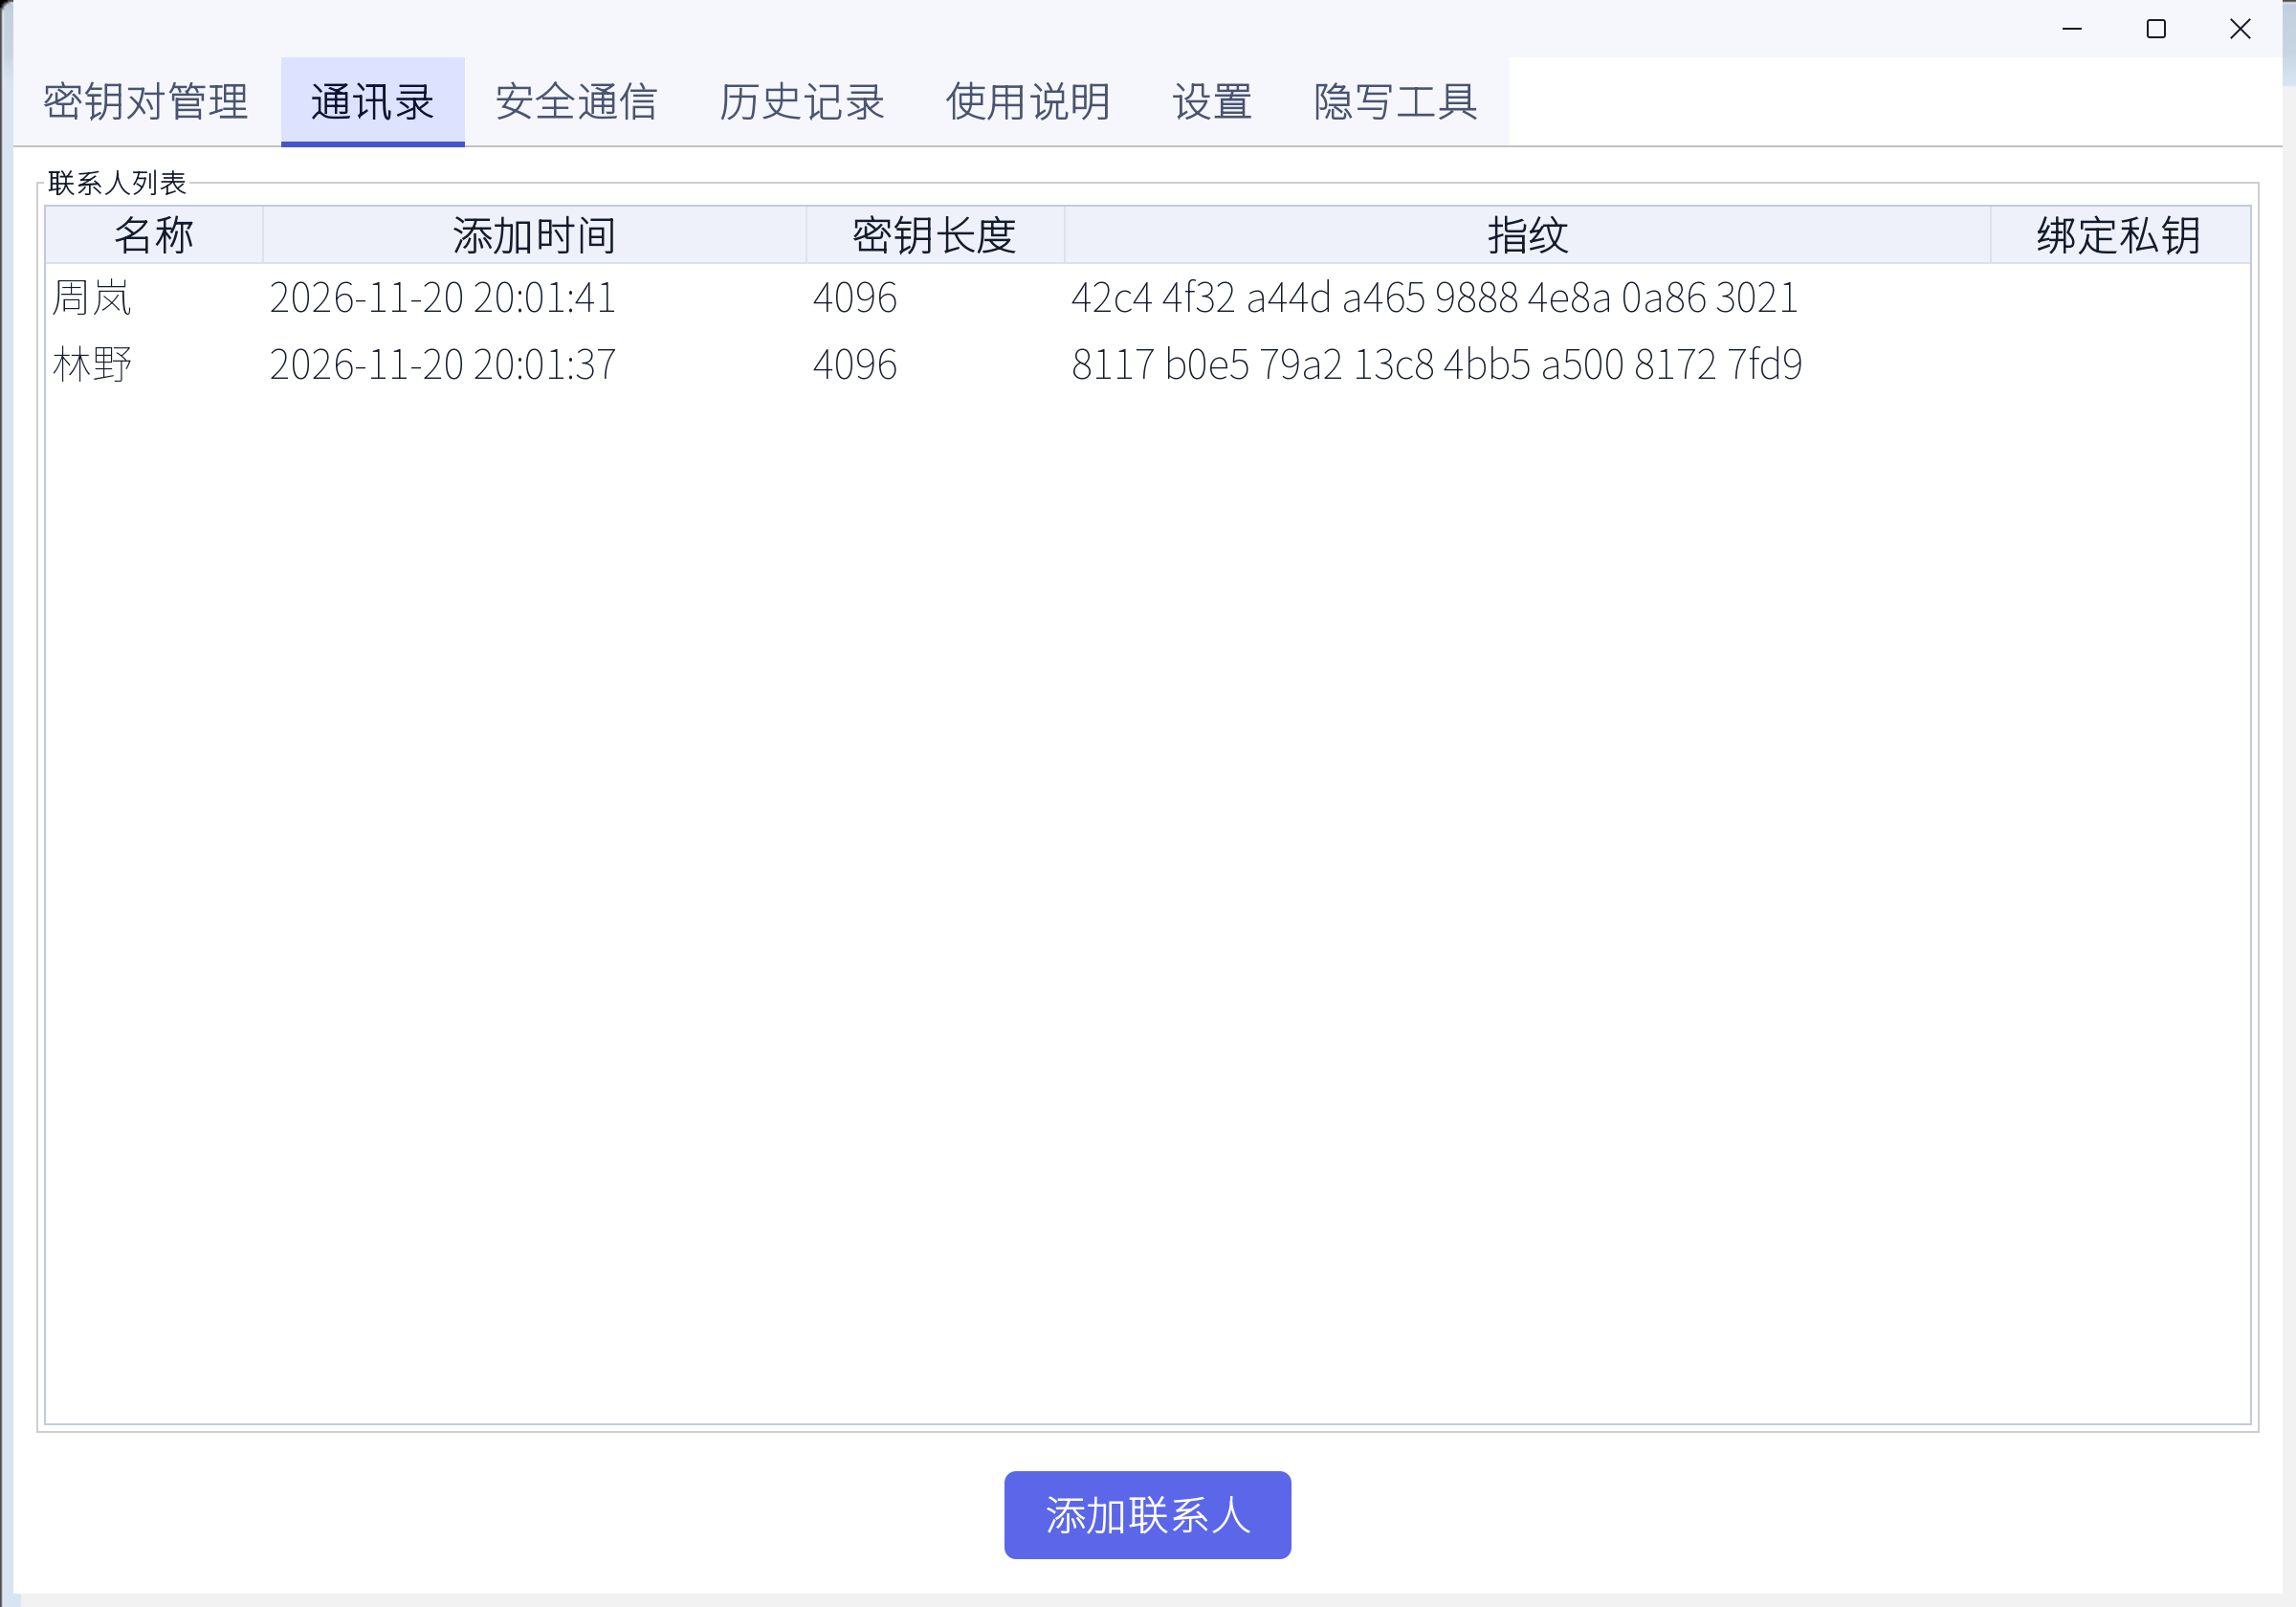 密钥对管理 通讯录 安全通信 历史记录 使用说明 设置 隐写工具
联系人列表
名称 添加时间 密钥长度 指纹 绑定私钥
周岚 2026-11-20 20:01:41 4096 42c4 4f32 a44d a465 9888 4e8a 0a86 3021
林野 2026-11-20 20:01:37 4096 8117 b0e5 79a2 13c8 4bb5 a500 8172 7fd9
添加联系人